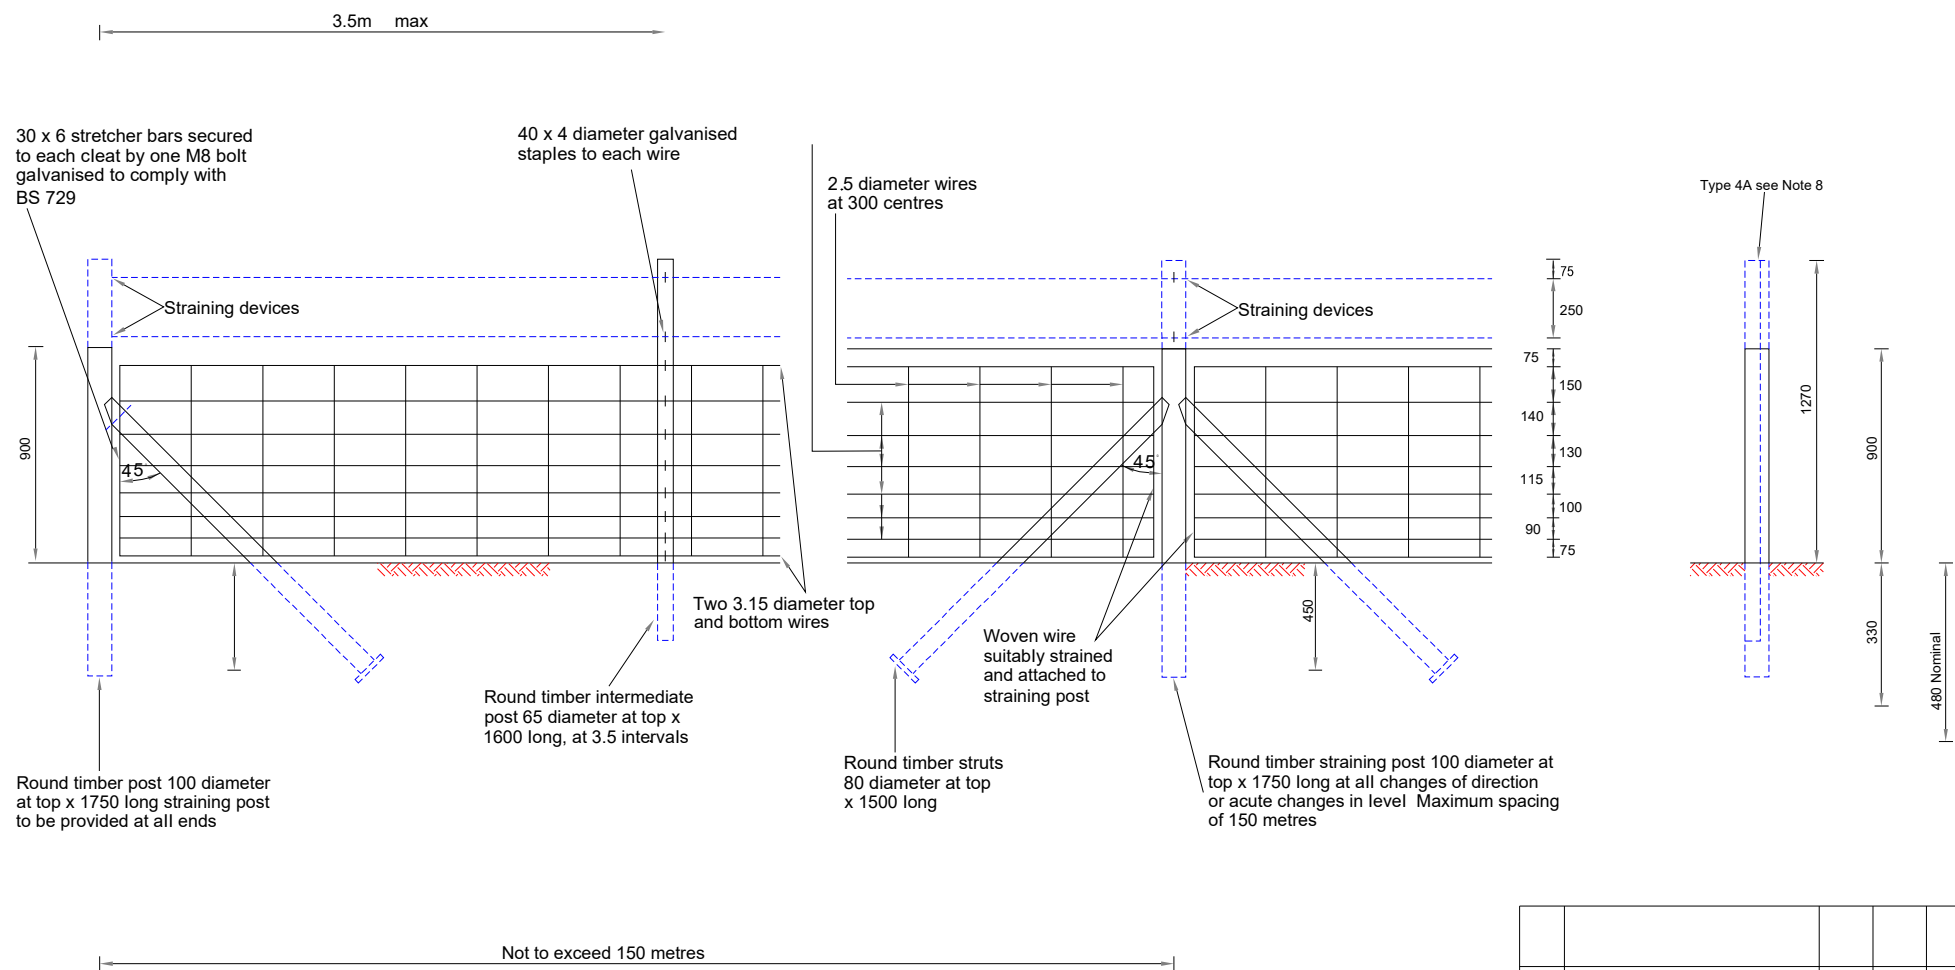 3.5m max
30 x 6 stretcher bars secured
to each cleat by one M8 bolt
galvanised to comply with
BS 729
40 x 4 diameter galvanised
staples to each wire
2.5 diameter wires
at 300 centres
Type 4A see Note 8
Straining devices
Straining devices
75
250
75
150
140
130
115
100
90
75
900
45
45
1270
900
330
480 Nominal
450
Two 3.15 diameter top
and bottom wires
Woven wire
suitably strained
and attached to
straining post
Round timber intermediate
post 65 diameter at top x
1600 long, at 3.5 intervals
Round timber post 100 diameter
at top x 1750 long straining post
to be provided at all ends
Round timber struts
80 diameter at top
x 1500 long
Round timber straining post 100 diameter at
top x 1750 long at all changes of direction
or acute changes in level Maximum spacing
of 150 metres
Not to exceed 150 metres